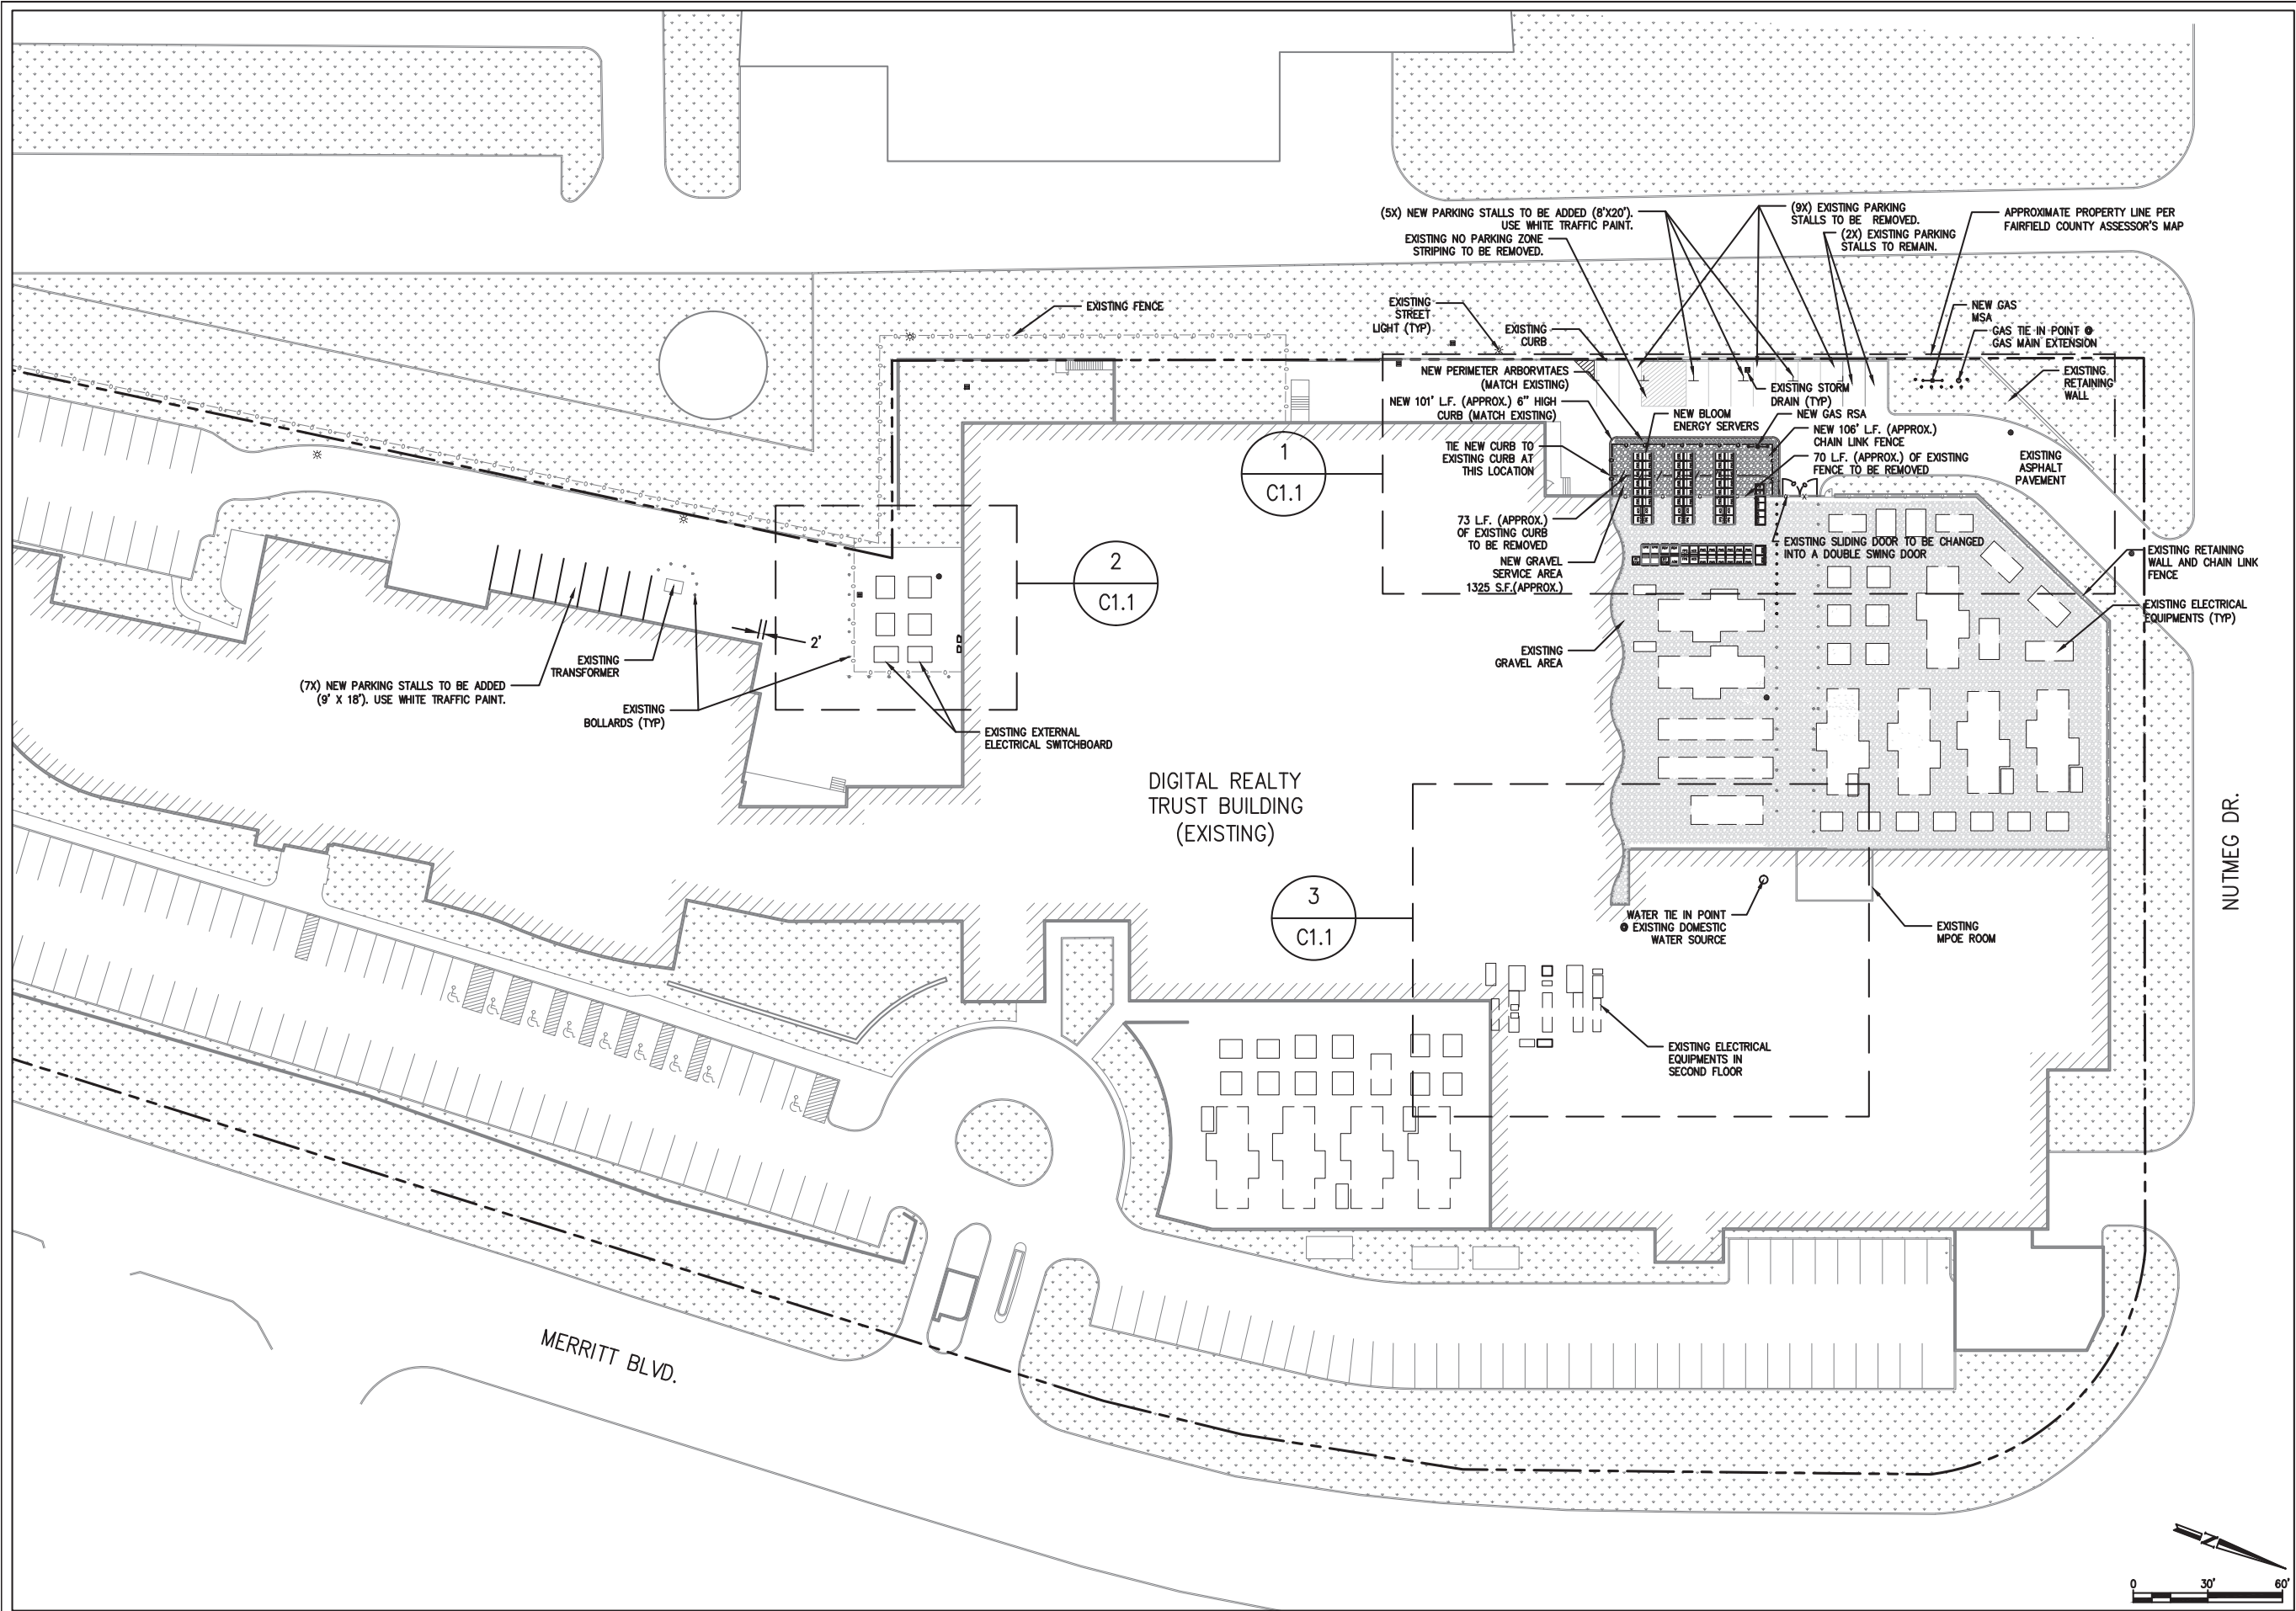 (5X) NEW PARKING STALLS TO BE ADDED (8'X20').
USE WHITE TRAFFIC PAINT.
EXISTING NO PARKING ZONE
STRIPING TO BE REMOVED.
(9X) EXISTING PARKING
STALLS TO BE REMOVED.
(2X) EXISTING PARKING
STALLS TO REMAIN.
APPROXIMATE PROPERTY LINE PER
FAIRFIELD COUNTY ASSESSOR'S MAP
EXISTING FENCE
EXISTING
STREET
LIGHT (TYP)
EXISTING
CURB
NEW GAS
MSA
GAS TIE IN POINT @
GAS MAIN EXTENSION
NEW PERIMETER ARBORVITAES
(MATCH EXISTING)
EXISTING
RETAINING
WALL
NEW 101' L.F. (APPROX.) 6" HIGH
CURB (MATCH EXISTING)
EXISTING STORM
DRAIN (TYP)
NEW BLOOM
ENERGY SERVERS
NEW GAS RSA
NEW 106' L.F. (APPROX.)
CHAIN LINK FENCE
1
C1.1
TIE NEW CURB TO
EXISTING CURB AT
THIS LOCATION
70 L.F. (APPROX.) OF EXISTING
FENCE TO BE REMOVED
EXISTING
ASPHALT
PAVEMENT
73 L.F. (APPROX.)
OF EXISTING CURB
TO BE REMOVED
EXISTING SLIDING DOOR TO BE CHANGED
INTO A DOUBLE SWING DOOR
NEW GRAVEL
SERVICE AREA
1325 S.F.(APPROX.)
EXISTING RETAINING
WALL AND CHAIN LINK
FENCE
2
C1.1
EXISTING ELECTRICAL
EQUIPMENTS (TYP)
2'
EXISTING
TRANSFORMER
EXISTING
GRAVEL AREA
(7X) NEW PARKING STALLS TO BE ADDED
(9' X 18'). USE WHITE TRAFFIC PAINT.
EXISTING
BOLLARDS (TYP)
EXISTING EXTERNAL
ELECTRICAL SWITCHBOARD
DIGITAL REALTY
TRUST BUILDING
(EXISTING)
NUTMEG DR.
3
C1.1
WATER TIE IN POINT
@ EXISTING DOMESTIC
WATER SOURCE
EXISTING
MPOE ROOM
EXISTING ELECTRICAL
EQUIPMENTS IN
SECOND FLOOR
MERRITT BLVD.
N
0 30' 60'